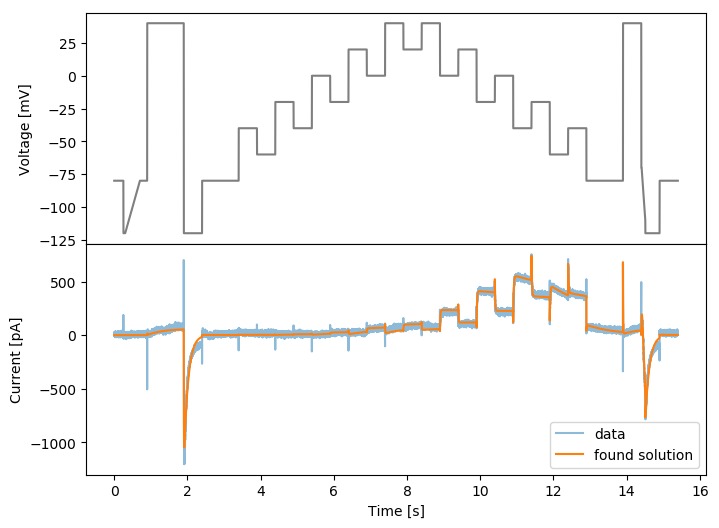 Voltage [mV]
25
0
−25
−50
−75
−100
−125
Current [pA]
500
0
−500
−1000
data
found solution
0 2 4 6 8 10 12 14 16
Time [s]